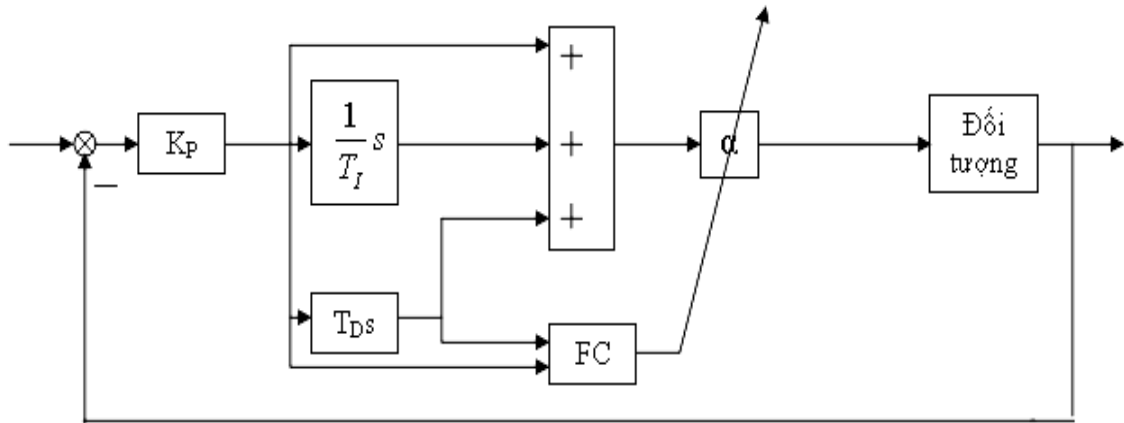 +
K_P
1
T_I s
+
α
Đối
tượng
−
+
T_Ds
FC